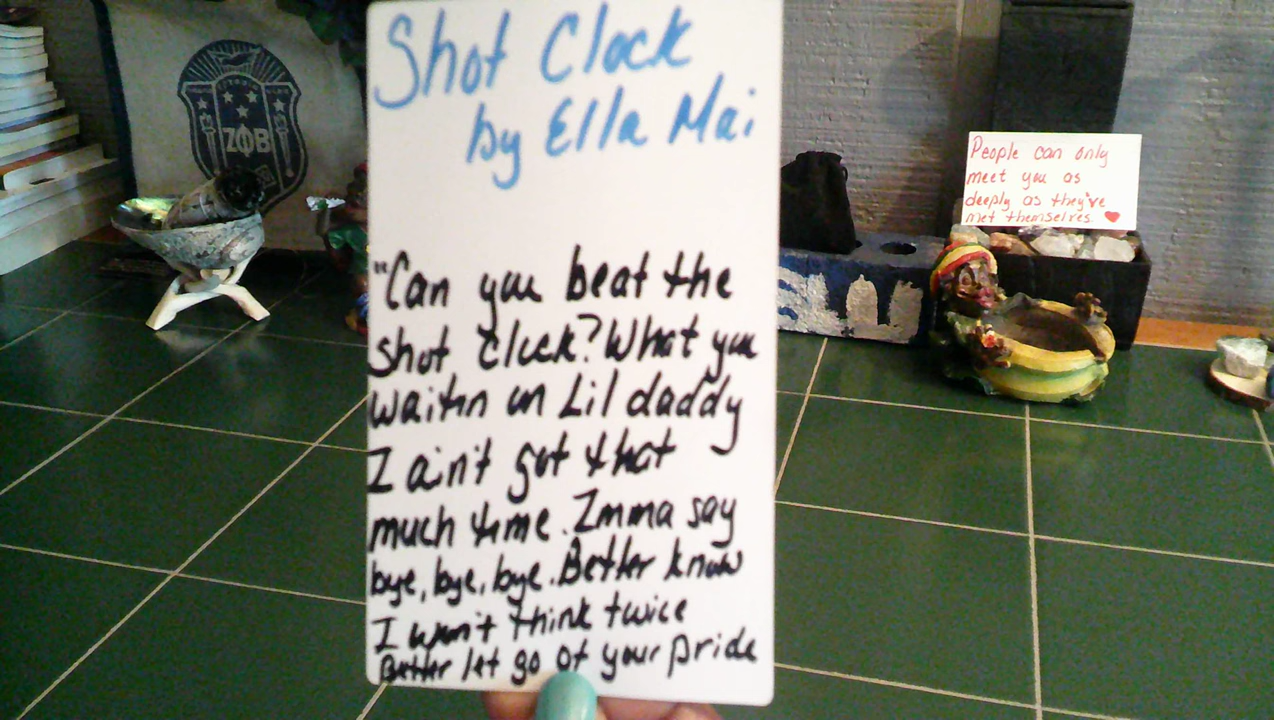 Shot Clock
by Ella Mai
"Can you beat the
shot clock? What you
waitin on Lil daddy
I ain't got that
much time. Imma say
bye, bye, bye. Better know
I won't think twice
Better let go of your pride
People can only
meet you as
deeply as they've
met themselves. ♥
ΖΦΒ